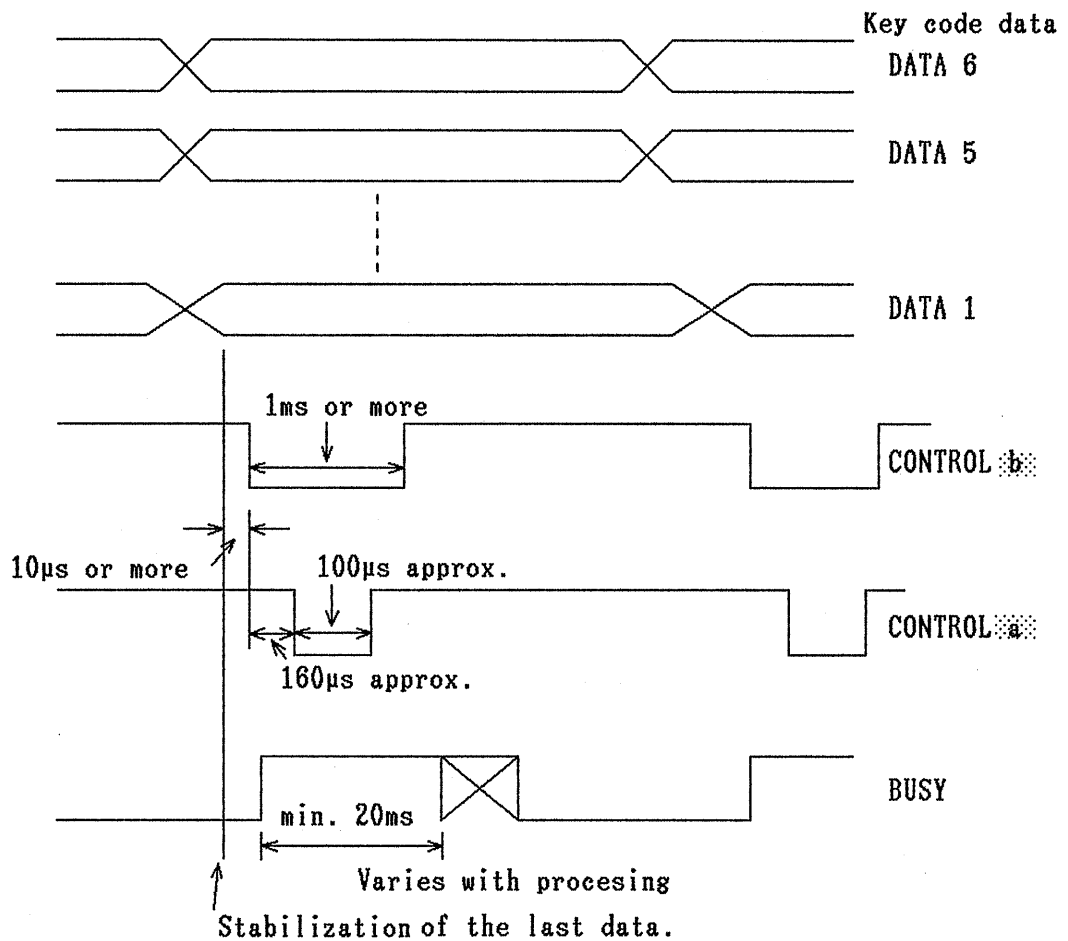 Key code data
DATA 6
DATA 5
DATA 1
1ms or more
CONTROL b
10µs or more
100µs approx.
CONTROL a
160µs approx.
BUSY
min. 20ms
Varies with procesing
Stabilization of the last data.